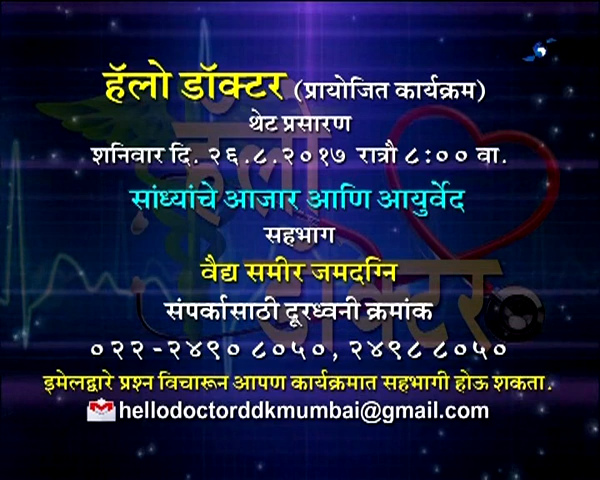 हॅलो डॉक्टर (प्रायोजित कार्यक्रम)
थेट प्रसारण
शनिवार दि. २६.८.२०१७ रात्रौ ८:०० वा.
सांध्यांचे आजार आणि आयुर्वेद
सहभाग
वैद्य समीर जमदग्नि
संपर्कासाठी दूरध्वनी क्रमांक
०२२-२४९० ८०५०, २४९८ ८०५०
इमेलद्वारे प्रश्न विचारून आपण कार्यक्रमात सहभागी होऊ शकता.
hellodoctorddkmumbai@gmail.com
हॅलो
डॉक्टर